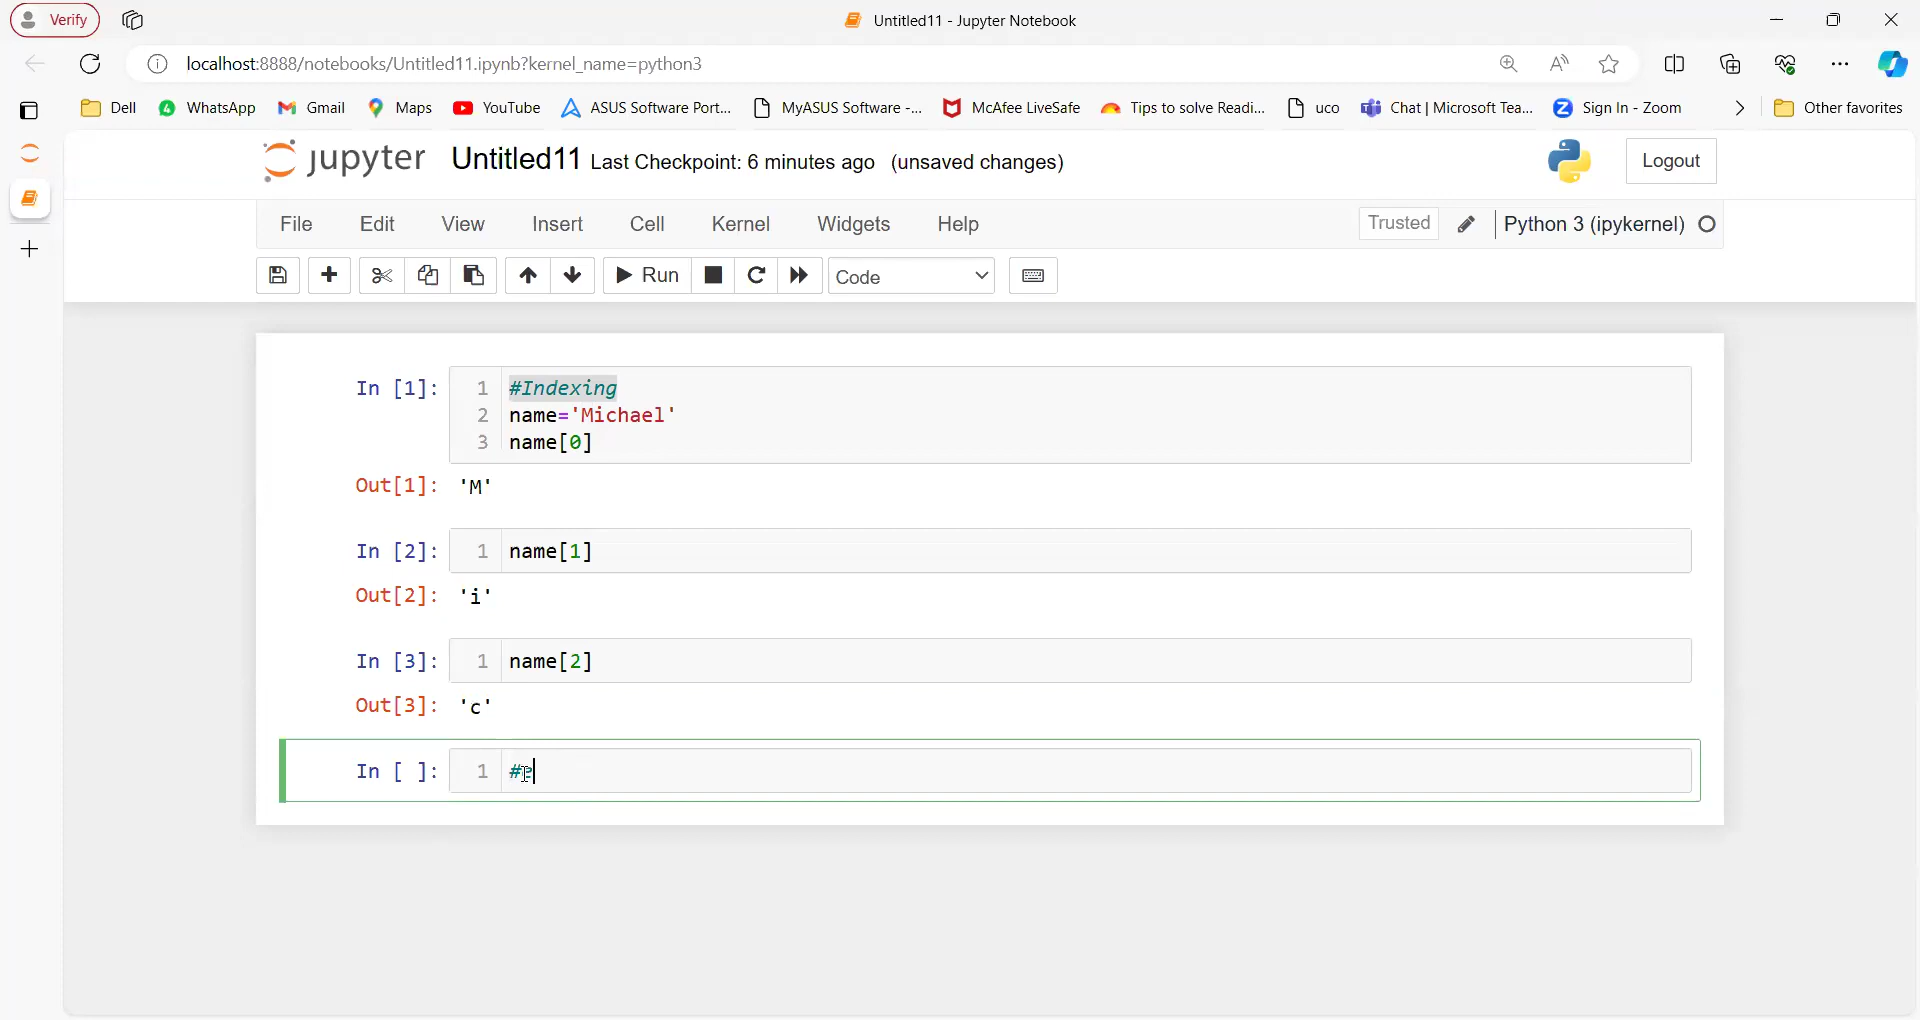 Verify
Untitled11 - Jupyter Notebook
localhost:8888/notebooks/Untitled11.ipynb?kernel_name=python3
Dell WhatsApp Gmail Maps YouTube ASUS Software Port... MyASUS Software -... McAfee LiveSafe Tips to solve Readi... uco Chat | Microsoft Tea... Sign In - Zoom Other favorites
jupyter Untitled11 Last Checkpoint: 6 minutes ago (unsaved changes) Logout
File Edit View Insert Cell Kernel Widgets Help Trusted Python 3 (ipykernel)
Run Code
In [1]: 1 #Indexing
2 name='Michael'
3 name[0]
Out[1]: 'M'
In [2]: 1 name[1]
Out[2]: 'i'
In [3]: 1 name[2]
Out[3]: 'c'
In [ ]: 1 #